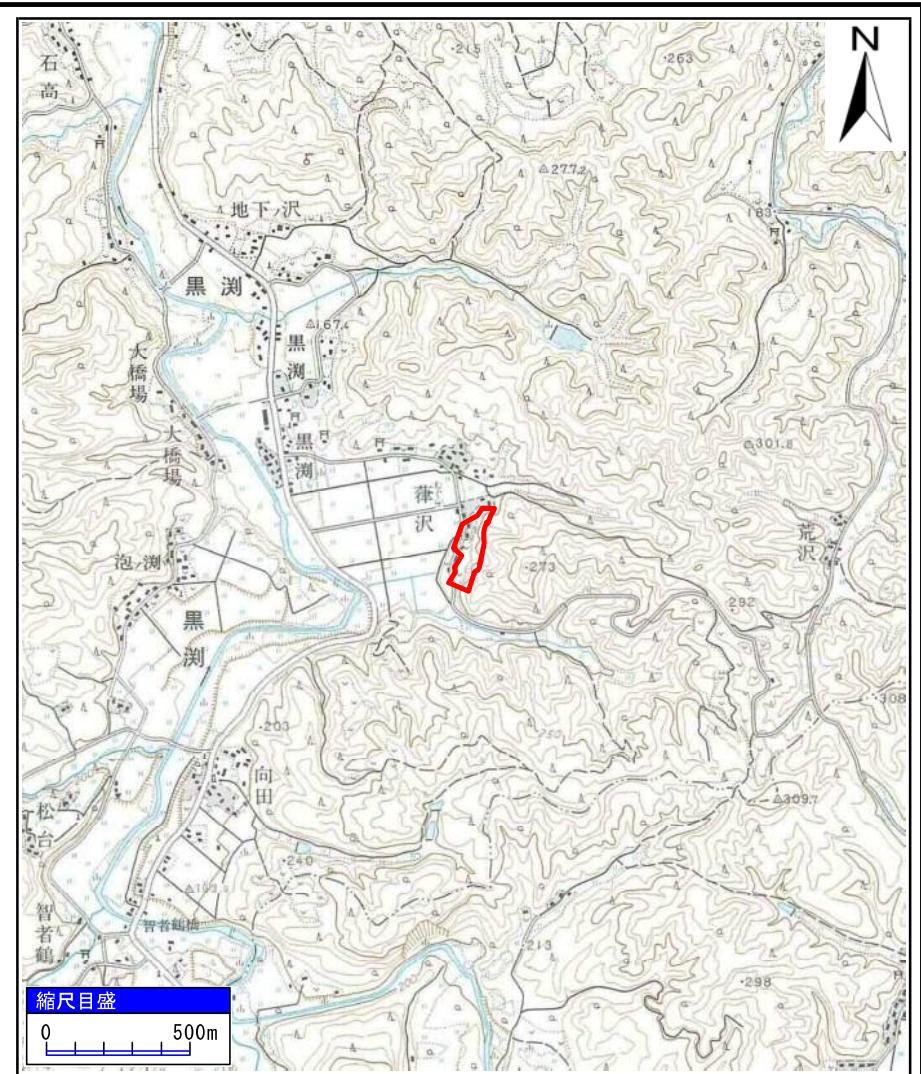 N
石高
215
263
△277.2
地下ノ沢
183
黒渕
△167.4
黒渕
大橋場
大橋場
黒渕
△301.8
葎沢
荒沢
泡ノ渕
・273
292
黒渕
308
・203
250
向田
△309.7
松台
・240
智者鶴
智者鶴橋
・213
200
・298
縮尺目盛
0 500m